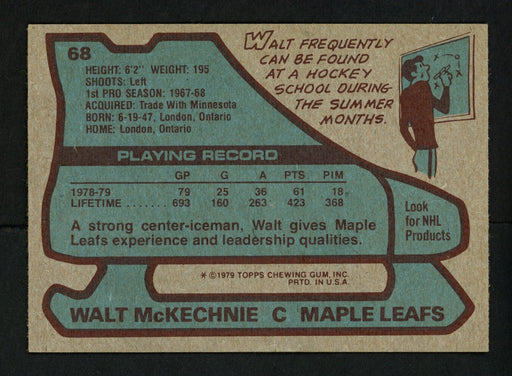 68
HEIGHT: 6'2" WEIGHT: 195
SHOOTS: Left
1st PRO SEASON: 1967-68
ACQUIRED: Trade With Minnesota
BORN: 6-19-47, London, Ontario
HOME: London, Ontario
WALT FREQUENTLY
CAN BE FOUND
AT A HOCKEY
SCHOOL DURING
THE SUMMER
MONTHS.
PLAYING RECORD
GP G A PTS PIM
1978-79 79 25 36 61 18
LIFETIME 693 160 263 423 368
A strong center-iceman, Walt gives Maple
Leafs experience and leadership qualities.
Look
for NHL
Products
* ©1979 TOPPS CHEWING GUM, INC.
PRTD. IN U.S.A.
WALT McKECHNIE C MAPLE LEAFS